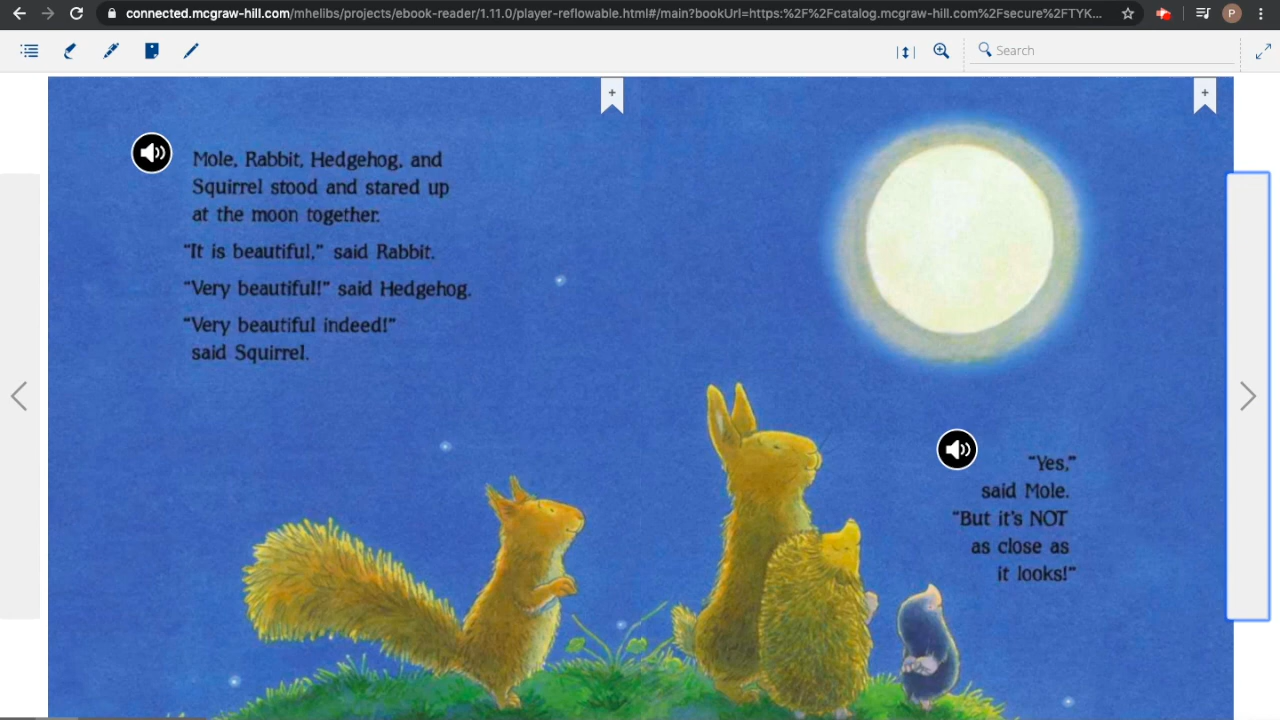 connected.mcgraw-hill.com/mhelibs/projects/ebook-reader/1.11.0/player-reflowable.html#/main?bookUrl=https:%2F%2Fcatalog.mcgraw-hill.com%2Fsecure%2FTYK...
P
Search
Mole, Rabbit, Hedgehog, and
Squirrel stood and stared up
at the moon together.
"It is beautiful," said Rabbit.
"Very beautiful!" said Hedgehog.
"Very beautiful indeed!"
said Squirrel.
"Yes,"
said Mole.
"But it's NOT
as close as
it looks!"